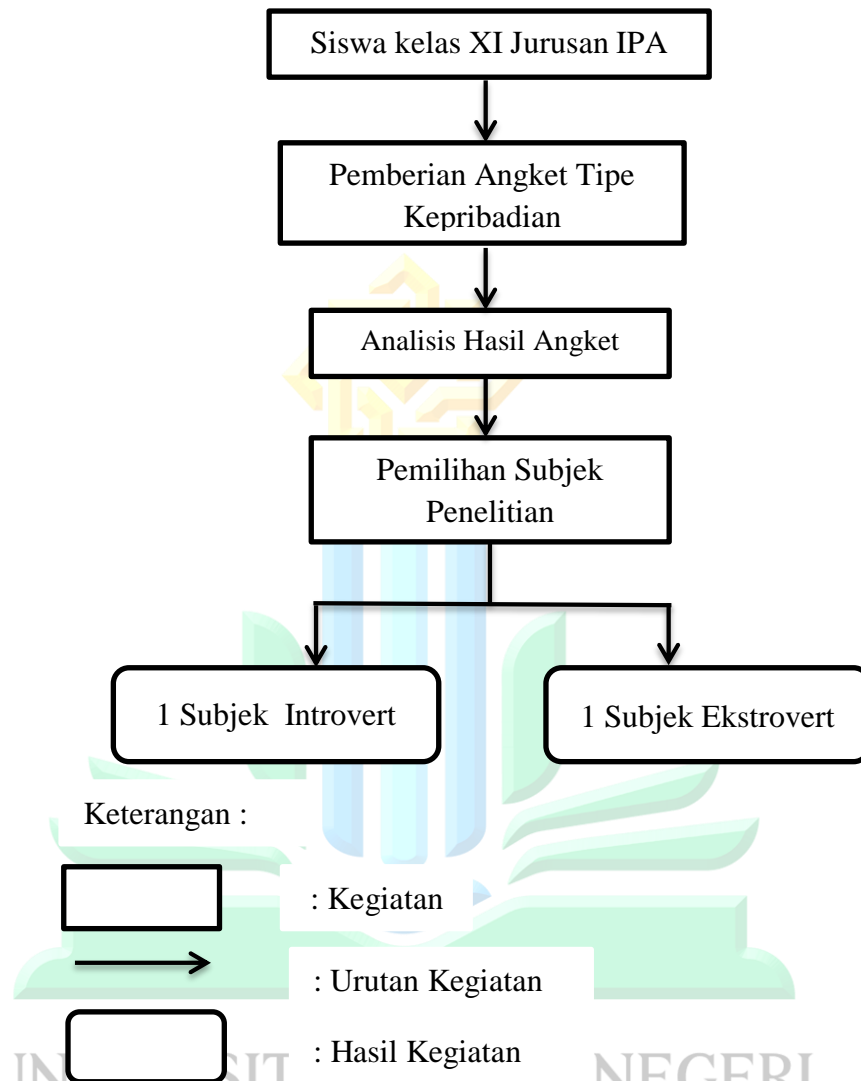 Siswa kelas XI Jurusan IPA
Pemberian Angket Tipe
Kepribadian
Analisis Hasil Angket
Pemilihan Subjek
Penelitian
1 Subjek Introvert
1 Subjek Ekstrovert
Keterangan :
: Kegiatan
: Urutan Kegiatan
: Hasil Kegiatan
NEGERI